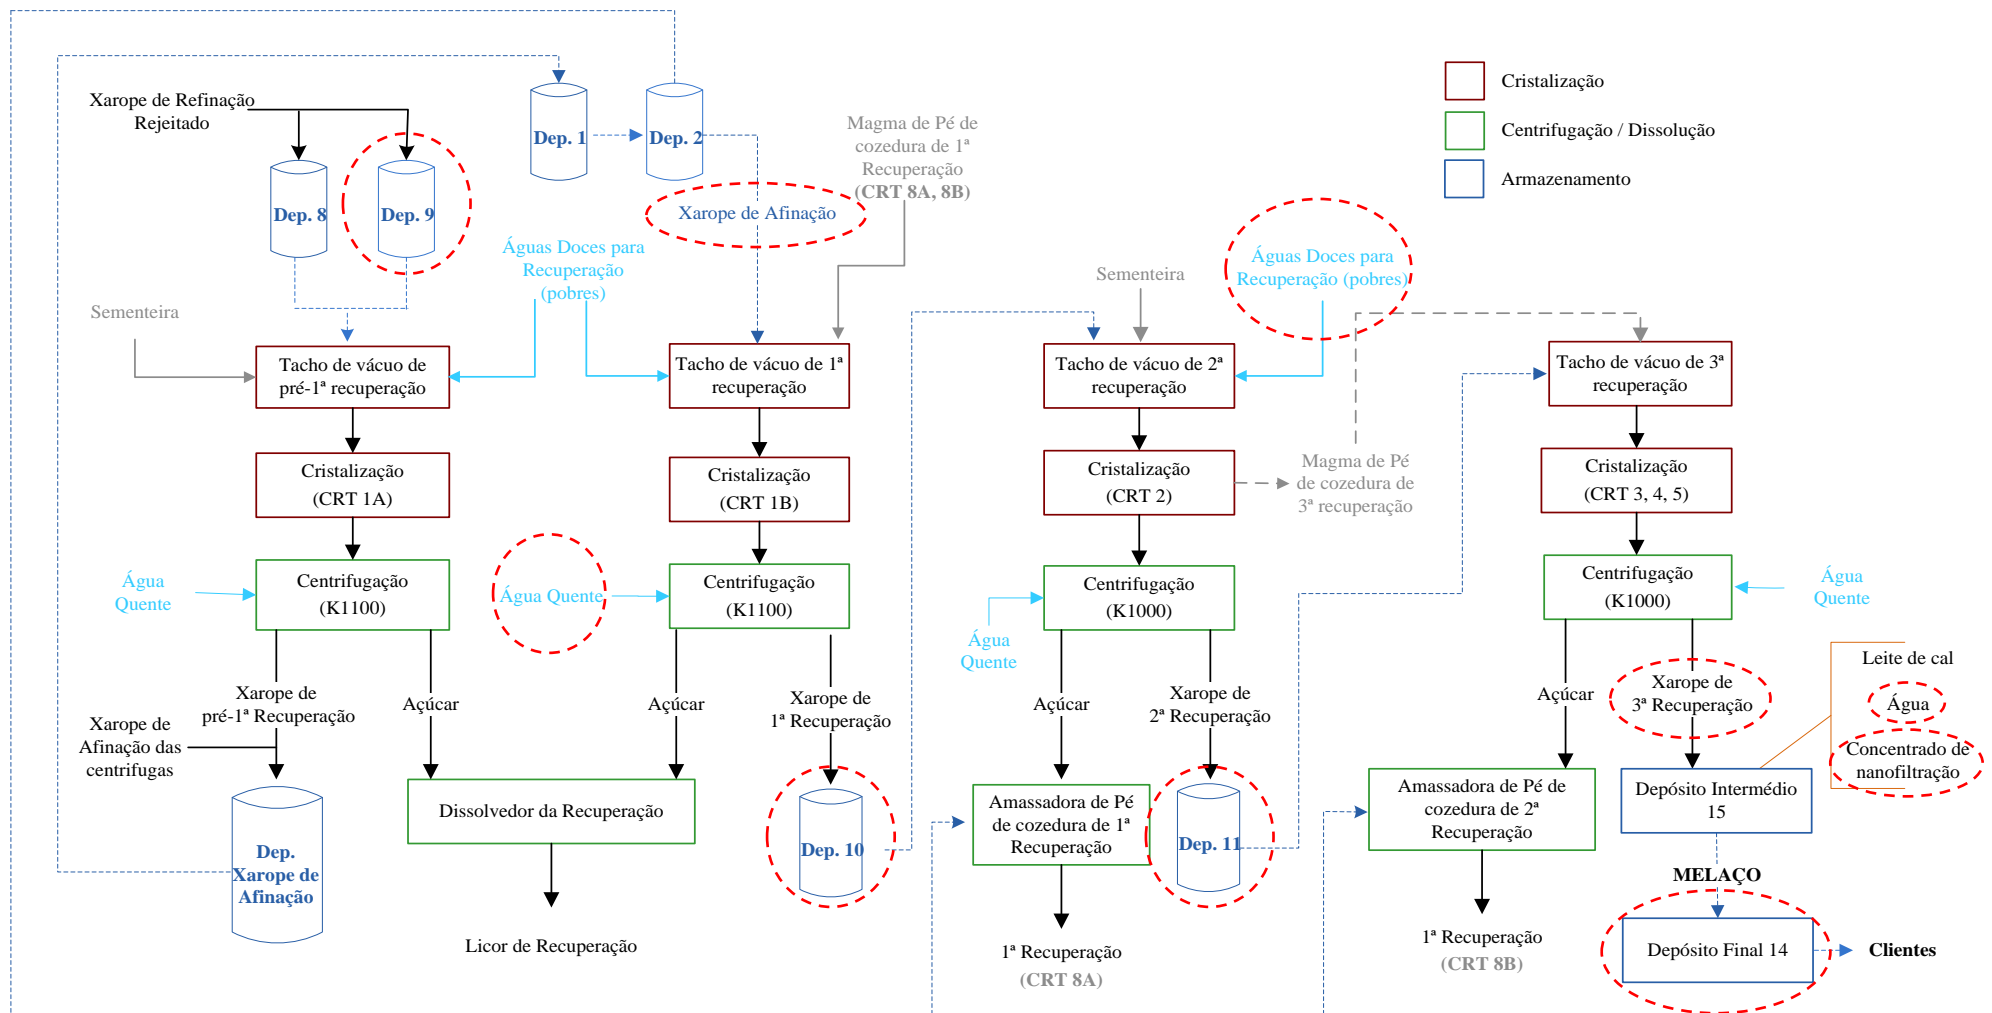 Xarope de Refinação
Rejeitado
Dep. 8
Dep. 9
Dep. 1
Dep. 2
Magma de Pé de
cozedura de 1ª
Recuperação
(CRT 8A, 8B)
Xarope de Afinação
Cristalização
Centrifugação / Dissolução
Armazenamento
Águas Doces para
Recuperação
(pobres)
Sementeira
Sementeira
Águas Doces para
Recuperação (pobres)
Tacho de vácuo de
pré-1ª recuperação
Tacho de vácuo de 1ª
recuperação
Tacho de vácuo de 2ª
recuperação
Tacho de vácuo de 3ª
recuperação
Cristalização
(CRT 1A)
Cristalização
(CRT 1B)
Cristalização
(CRT 2)
Magma de Pé
de cozedura de
3ª recuperação
Cristalização
(CRT 3, 4, 5)
Água
Quente
Centrifugação
(K1100)
Água Quente
Centrifugação
(K1100)
Água
Quente
Centrifugação
(K1000)
Centrifugação
(K1000)
Água
Quente
Xarope de
pré-1ª Recuperação
Açúcar
Açúcar
Xarope de
1ª Recuperação
Açúcar
Xarope de
2ª Recuperação
Açúcar
Xarope de
3ª Recuperação
Leite de cal
Água
Concentrado de
nanofiltração
Xarope de
Afinação das
centrifugas
Dep.
Xarope de
Afinação
Dissolvedor da Recuperação
Licor de Recuperação
Dep. 10
Amassadora de Pé
de cozedura de 1ª
Recuperação
Dep. 11
1ª Recuperação
(CRT 8A)
Amassadora de Pé de
cozedura de 2ª
Recuperação
1ª Recuperação
(CRT 8B)
Depósito Intermédio
15
MELAÇO
Depósito Final 14
Clientes